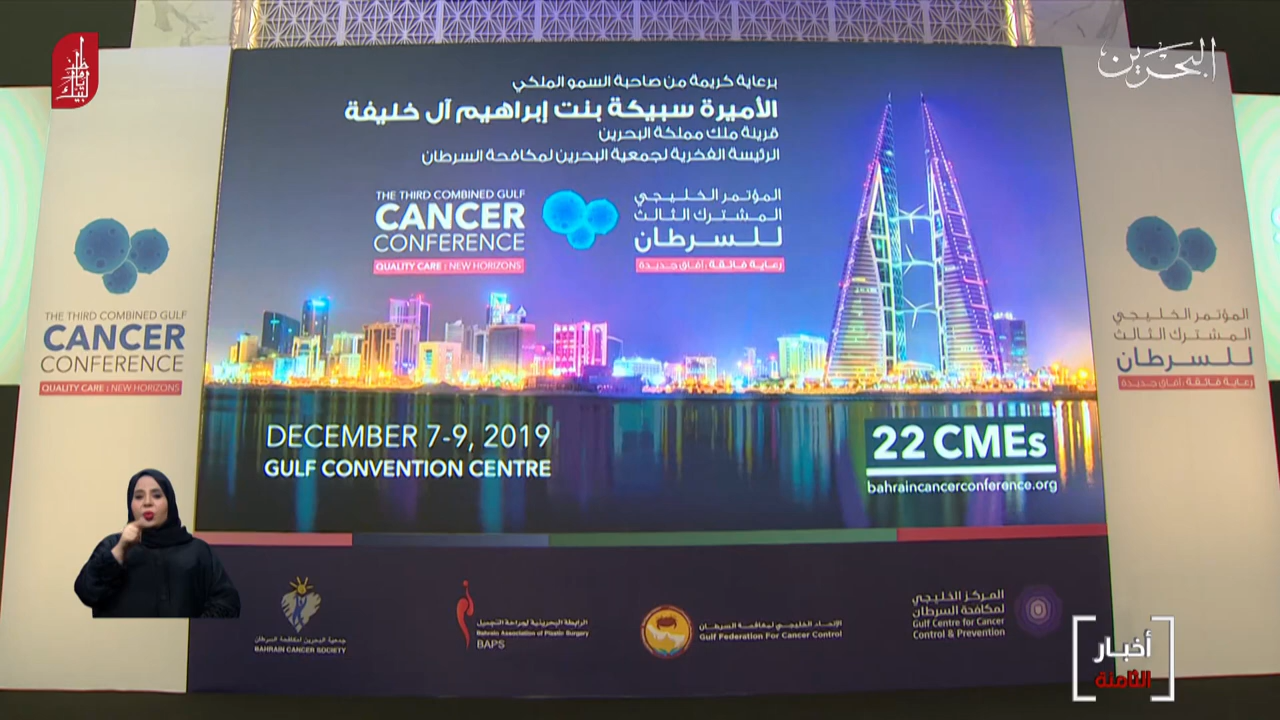 البحرين
برعاية كريمة من صاحبة السمو الملكي
الأميرة سبيكة بنت إبراهيم آل خليفة
قرينة ملك مملكة البحرين
الرئيسة الفخرية لجمعية البحرين لمكافحة السرطان
THE THIRD COMBINED GULF
CANCER
CONFERENCE
QUALITY CARE : NEW HORIZONS
المؤتمر الخليجي
المشترك الثالث
للسرطان
رعاية فائقة : آفاق جديدة
THE THIRD COMBINED GULF
CANCER
CONFERENCE
QUALITY CARE : NEW HORIZONS
المؤتمر الخليجي
المشترك الثالث
للسرطان
رعاية فائقة : آفاق جديدة
DECEMBER 7-9, 2019
GULF CONVENTION CENTRE
22 CMEs
bahraincancerconference.org
جمعية البحرين لمكافحة السرطان
BAHRAIN CANCER SOCIETY
الرابطة البحرينية لجراحة التجميل
Bahrain Association of Plastic Surgery
BAPS
الإتحاد الخليجي لمكافحة السرطان
Gulf Federation For Cancer Control
المركز الخليجي
لمكافحة السرطان
Gulf Centre for Cancer
Control & Prevention
أخبار
الثامنة